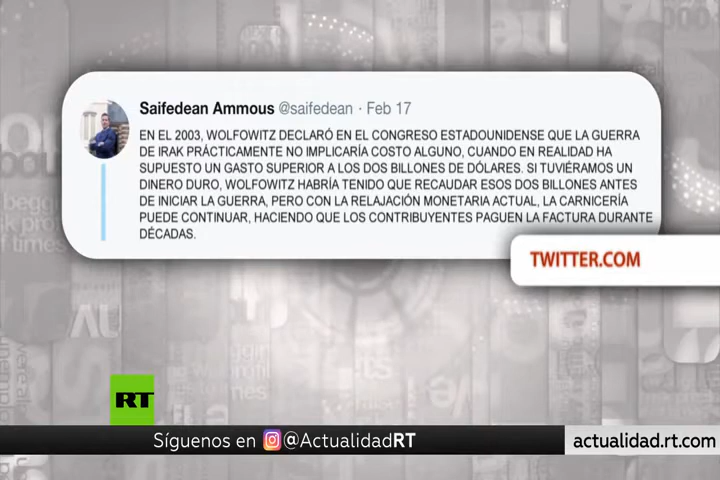 Saifedean Ammous @saifedean · Feb 17
EN EL 2003, WOLFOWITZ DECLARÓ EN EL CONGRESO ESTADOUNIDENSE QUE LA GUERRA
DE IRAK PRÁCTICAMENTE NO IMPLICARÍA COSTO ALGUNO, CUANDO EN REALIDAD HA
SUPUESTO UN GASTO SUPERIOR A LOS DOS BILLONES DE DÓLARES. SI TUVIÉRAMOS UN
DINERO DURO, WOLFOWITZ HABRÍA TENIDO QUE RECAUDAR ESOS DOS BILLONES ANTES
DE INICIAR LA GUERRA, PERO CON LA RELAJACIÓN MONETARIA ACTUAL, LA CARNICERÍA
PUEDE CONTINUAR, HACIENDO QUE LOS CONTRIBUYENTES PAGUEN LA FACTURA DURANTE
DÉCADAS.
TWITTER.COM
RT
Síguenos en @ActualidadRT
actualidad.rt.com